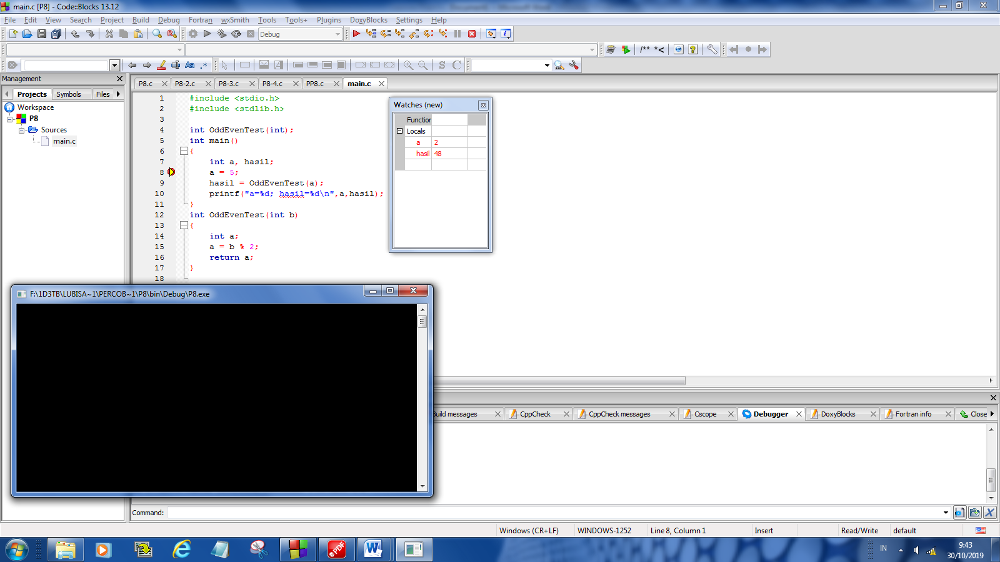 main.c [P8] - Code::Blocks 13.12
File Edit View Search Project Build Debug Fortran wxSmith Tools Tools+ Plugins DoxyBlocks Settings Help
Debug
/** *<
Aa .*
S C
Management
Projects Symbols Files
Workspace
P8
Sources
main.c
P8.c P8-2.c P8-3.c P8-4.c PP8.c main.c
1 #include <stdio.h>
2 #include <stdlib.h>
3
4 int OddEvenTest(int);
5 int main()
6 {
7 int a, hasil;
8 a = 5;
9 hasil = OddEvenTest(a);
10 printf("a=%d; hasil=%d\n",a,hasil);
11 }
12 int OddEvenTest(int b)
13 {
14 int a;
15 a = b % 2;
16 return a;
17 }
18
Watches (new)
Function
Locals
a 2
hasil 48
F:\1D3TB\LUBISA~1\PERCOB~1\P8\bin\Debug\P8.exe
Build messages CppCheck CppCheck messages Cscope Debugger DoxyBlocks Fortran info Close
Command:
Windows (CR+LF) WINDOWS-1252 Line 8, Column 1 Insert Read/Write default
PDF
W
IN
9:43
30/10/2019